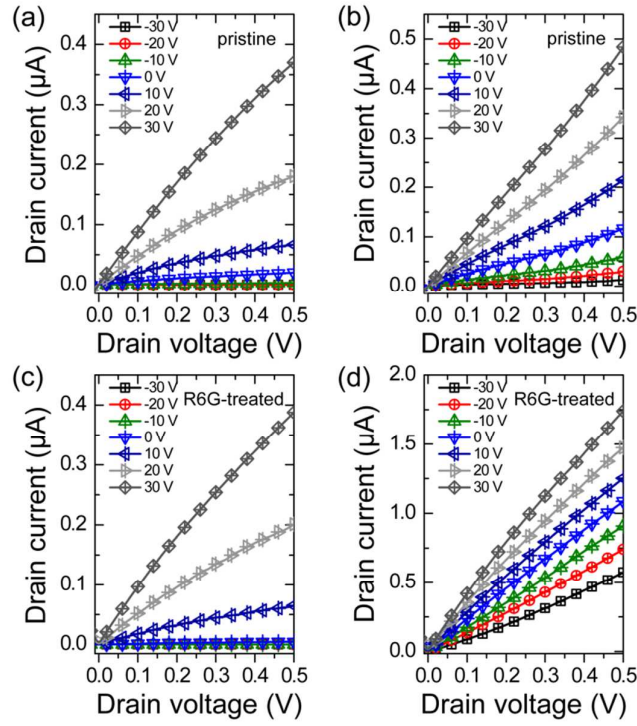 (a)
pristine
-30 V
-20 V
-10 V
0 V
10 V
20 V
30 V
0.4
0.3
0.2
0.1
0.0
Drain current (μA)
0.0 0.1 0.2 0.3 0.4 0.5
Drain voltage (V)
(b)
pristine
-30 V
-20 V
-10 V
0 V
10 V
20 V
30 V
0.5
0.4
0.3
0.2
0.1
0.0
Drain current (μA)
0.0 0.1 0.2 0.3 0.4 0.5
Drain voltage (V)
(c)
R6G-treated
-30 V
-20 V
-10 V
0 V
10 V
20 V
30 V
0.4
0.3
0.2
0.1
0.0
Drain current (μA)
0.0 0.1 0.2 0.3 0.4 0.5
Drain voltage (V)
(d)
R6G-treated
-30 V
-20 V
-10 V
0 V
10 V
20 V
30 V
2.0
1.5
1.0
0.5
0.0
Drain current (μA)
0.0 0.1 0.2 0.3 0.4 0.5
Drain voltage (V)